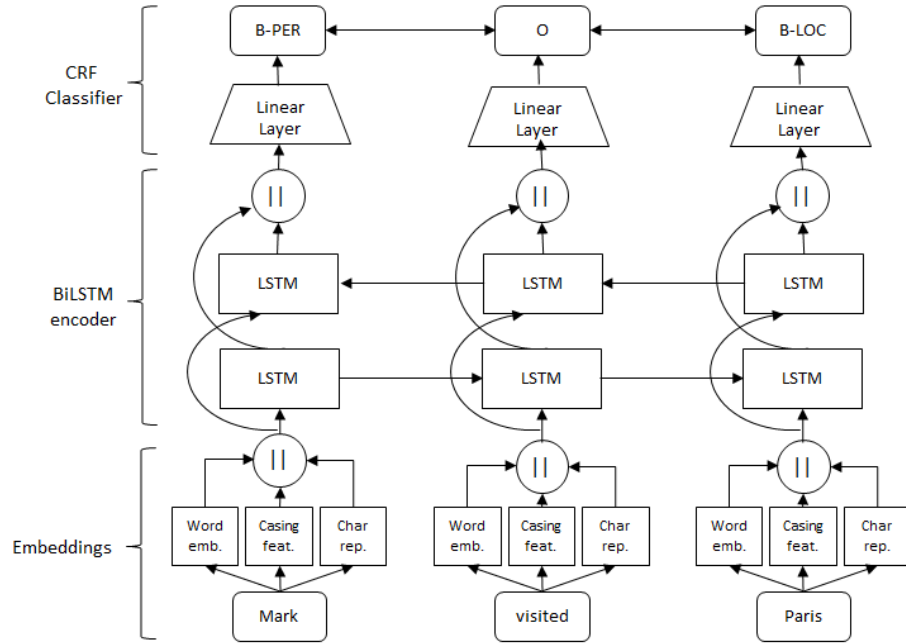 B-PER
O
B-LOC
CRF
Classifier
Linear
Layer
Linear
Layer
Linear
Layer
||
||
||
BiLSTM
encoder
LSTM
LSTM
LSTM
LSTM
LSTM
LSTM
||
||
||
Embeddings
Word
emb.
Casing
feat.
Char
rep.
Word
emb.
Casing
feat.
Char
rep.
Word
emb.
Casing
feat.
Char
rep.
Mark
visited
Paris